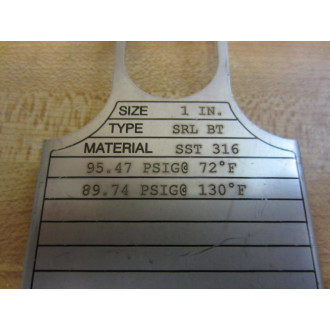 SIZE 1 IN.
TYPE SRL BT
MATERIAL SST 316
95.47 PSIG@ 72°F
89.74 PSIG@ 130°F